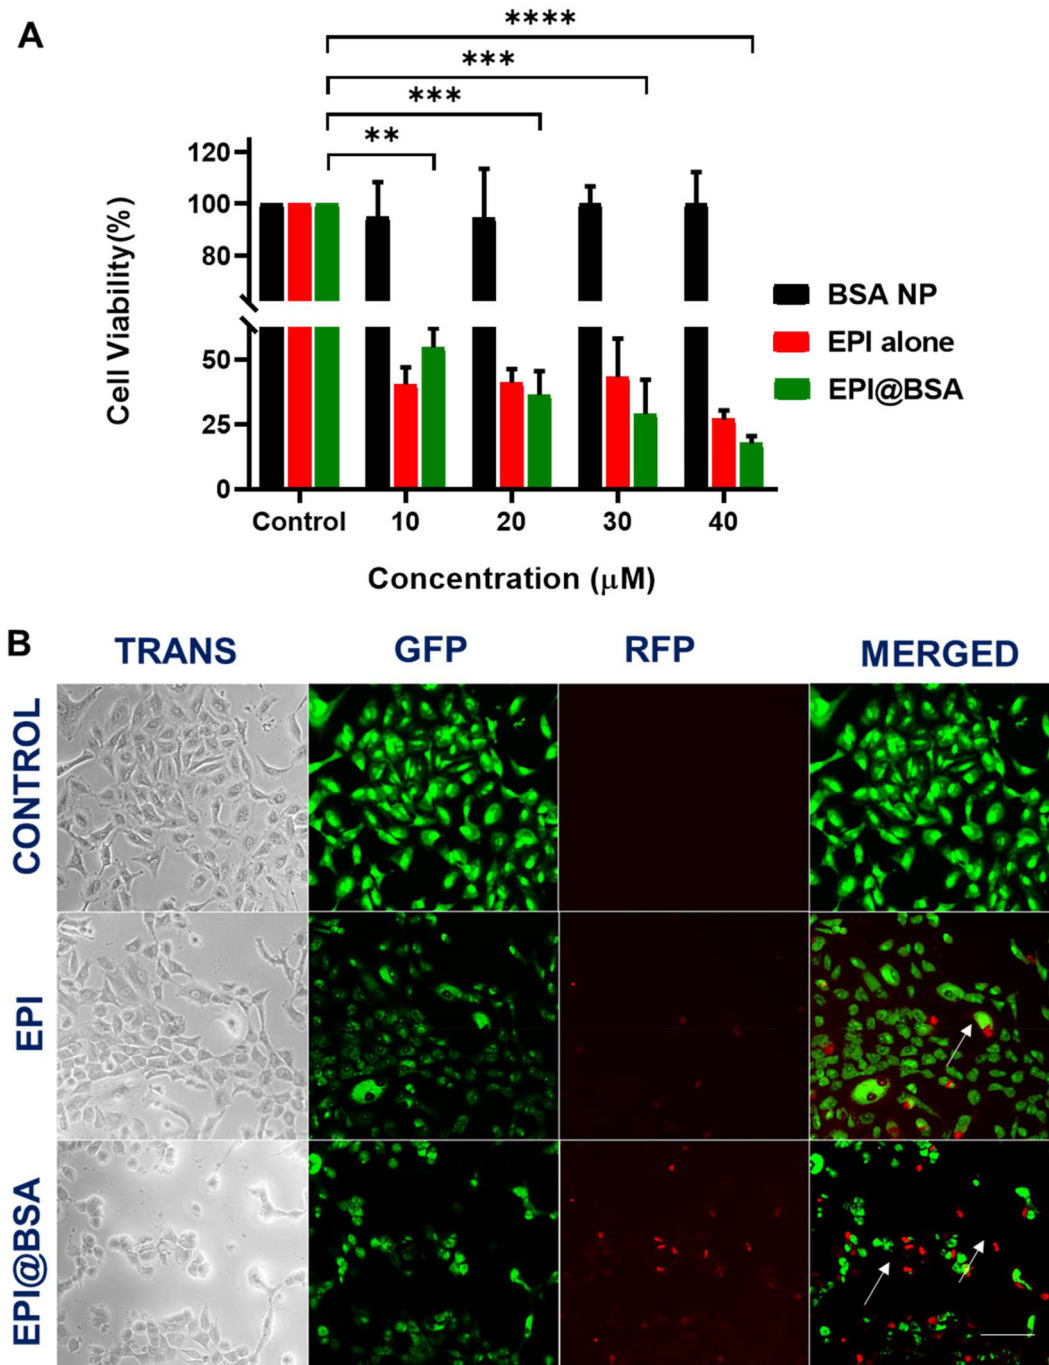 A
****
***
***
**
120
100
80
50
25
0
Cell Viability(%)
Control 10 20 30 40
Concentration (μM)
BSA NP
EPI alone
EPI@BSA
B
TRANS GFP RFP MERGED
CONTROL
EPI
EPI@BSA